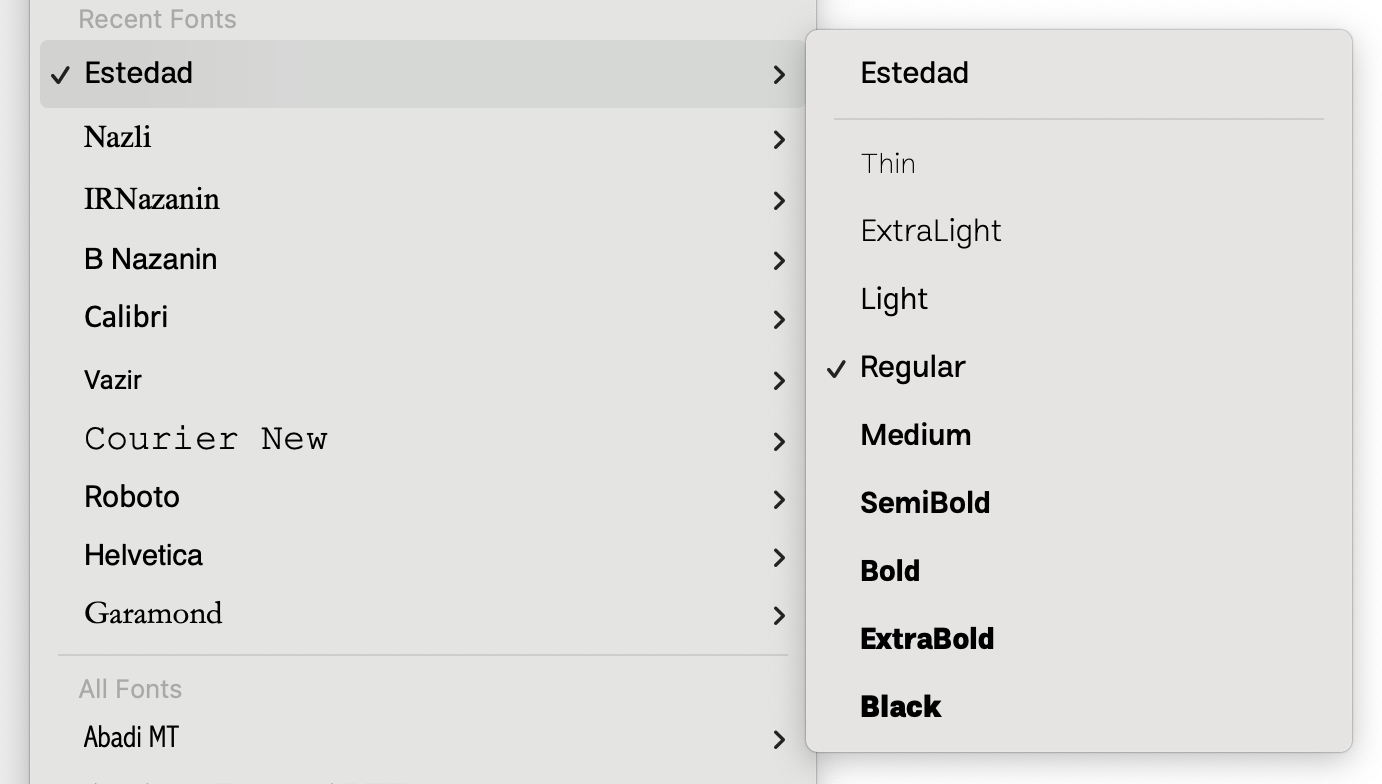 Recent Fonts
Estedad
Nazli
IRNazanin
B Nazanin
Calibri
Vazir
Courier New
Roboto
Helvetica
Garamond
All Fonts
Abadi MT
Estedad
Thin
ExtraLight
Light
Regular
Medium
SemiBold
Bold
ExtraBold
Black